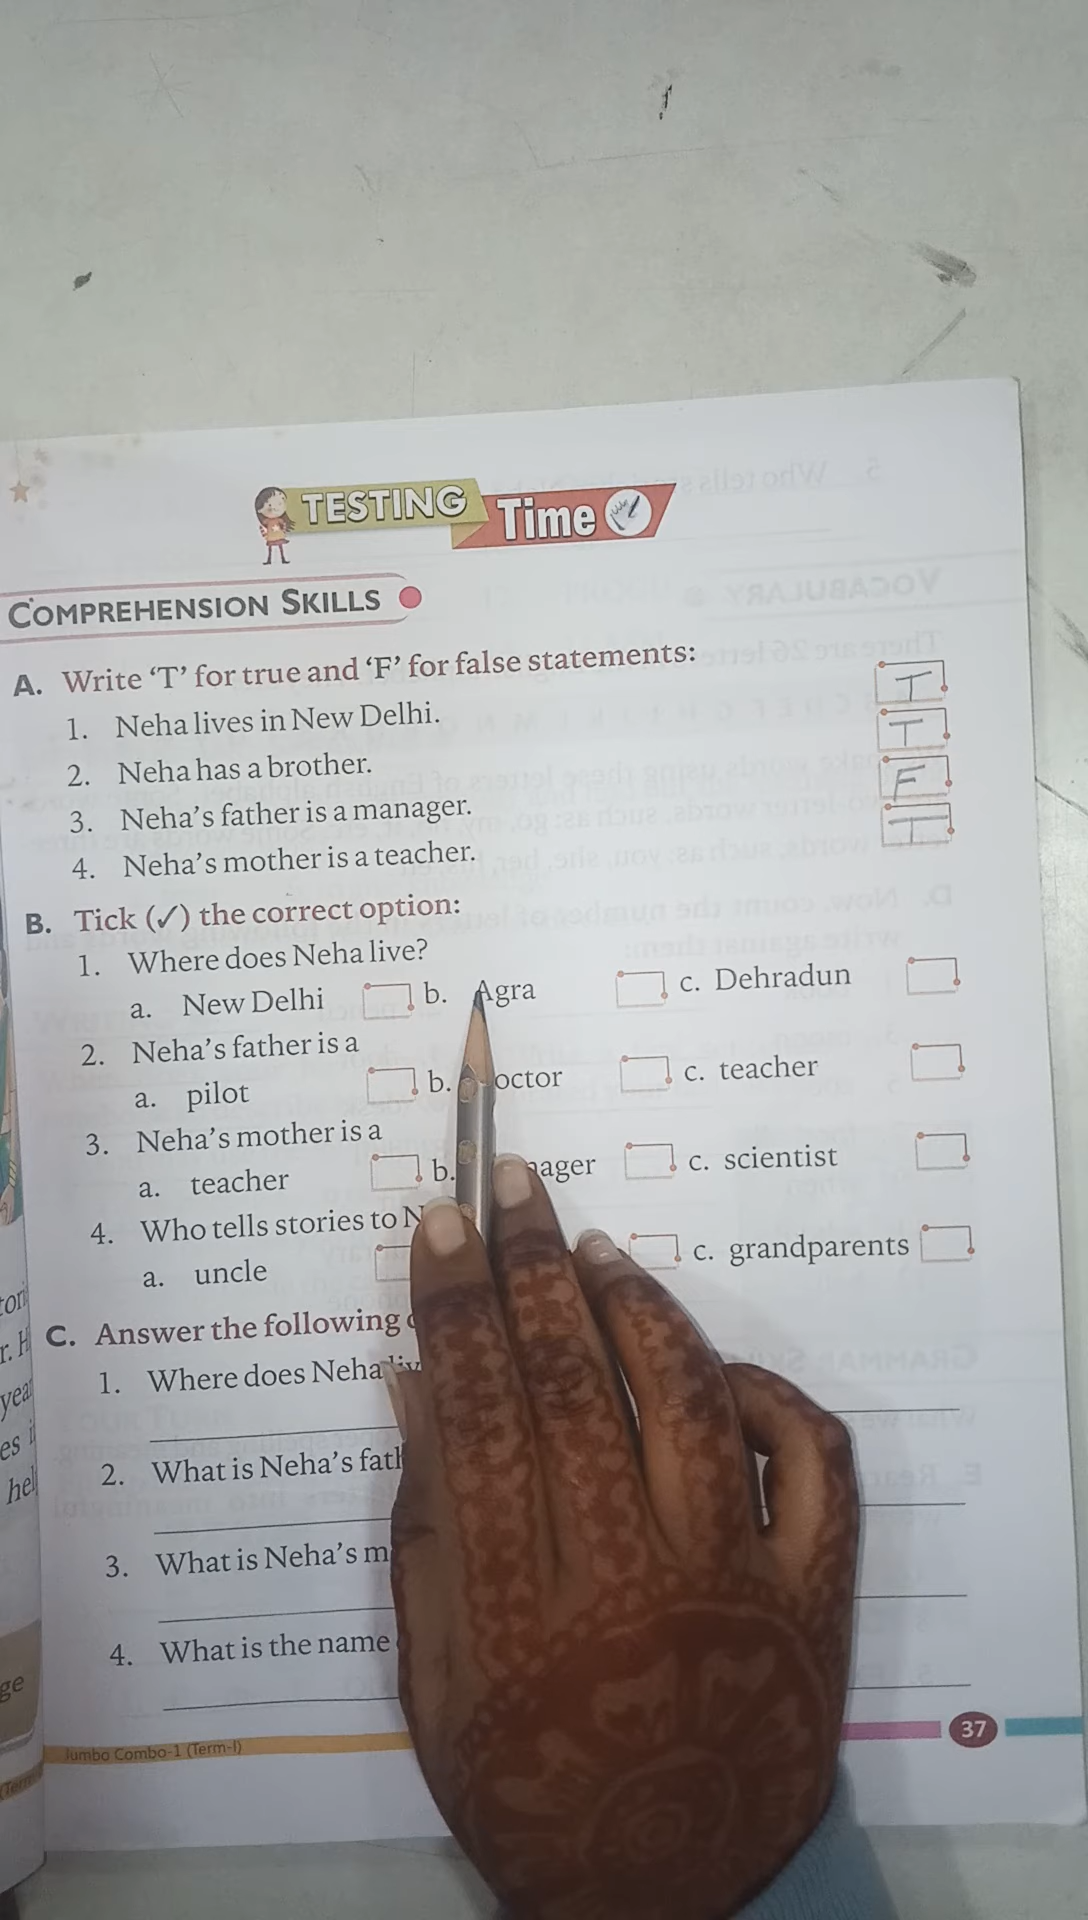 TESTING Time
COMPREHENSION SKILLS
A. Write ‘T’ for true and ‘F’ for false statements:
1. Neha lives in New Delhi. T
2. Neha has a brother. T
3. Neha’s father is a manager. F
4. Neha’s mother is a teacher. T
B. Tick (✓) the correct option:
1. Where does Neha live?
a. New Delhi b. Agra c. Dehradun
2. Neha’s father is a
a. pilot b. octor c. teacher
3. Neha’s mother is a
a. teacher b. ager c. scientist
4. Who tells stories to N
a. uncle c. grandparents
C. Answer the following
1. Where does Neha liv
2. What is Neha’s fath
3. What is Neha’s m
4. What is the name
Jumbo Combo-1 (Term-I)
37